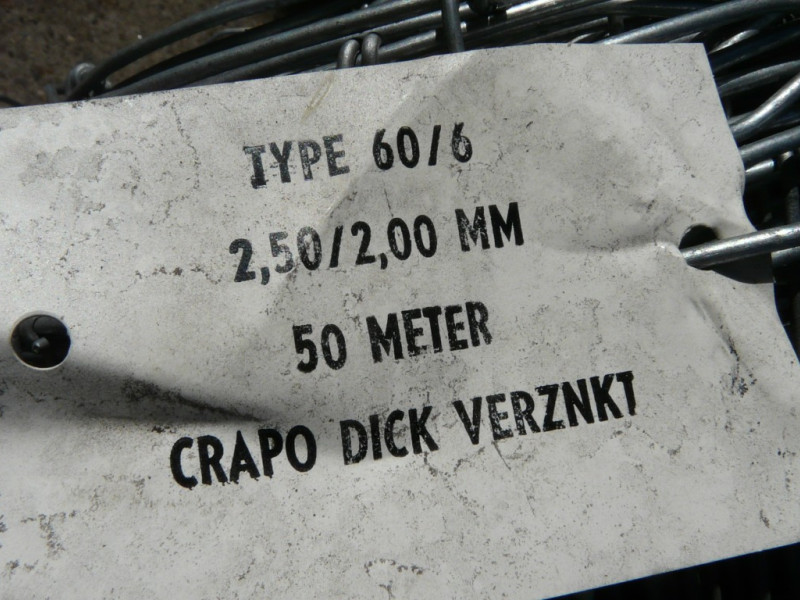 TYPE 60/6
2,50/2,00 MM
50 METER
CRAPO DICK VERZNKT